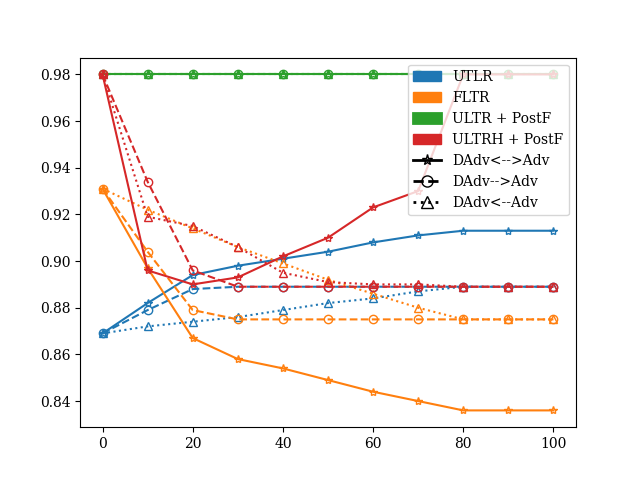 0.98
0.96
0.94
0.92
0.90
0.88
0.86
0.84
0
20
40
60
80
100
UTLR
FLTR
ULTR + PostF
ULTRH + PostF
DAdv<-->Adv
DAdv-->Adv
DAdv<--Adv